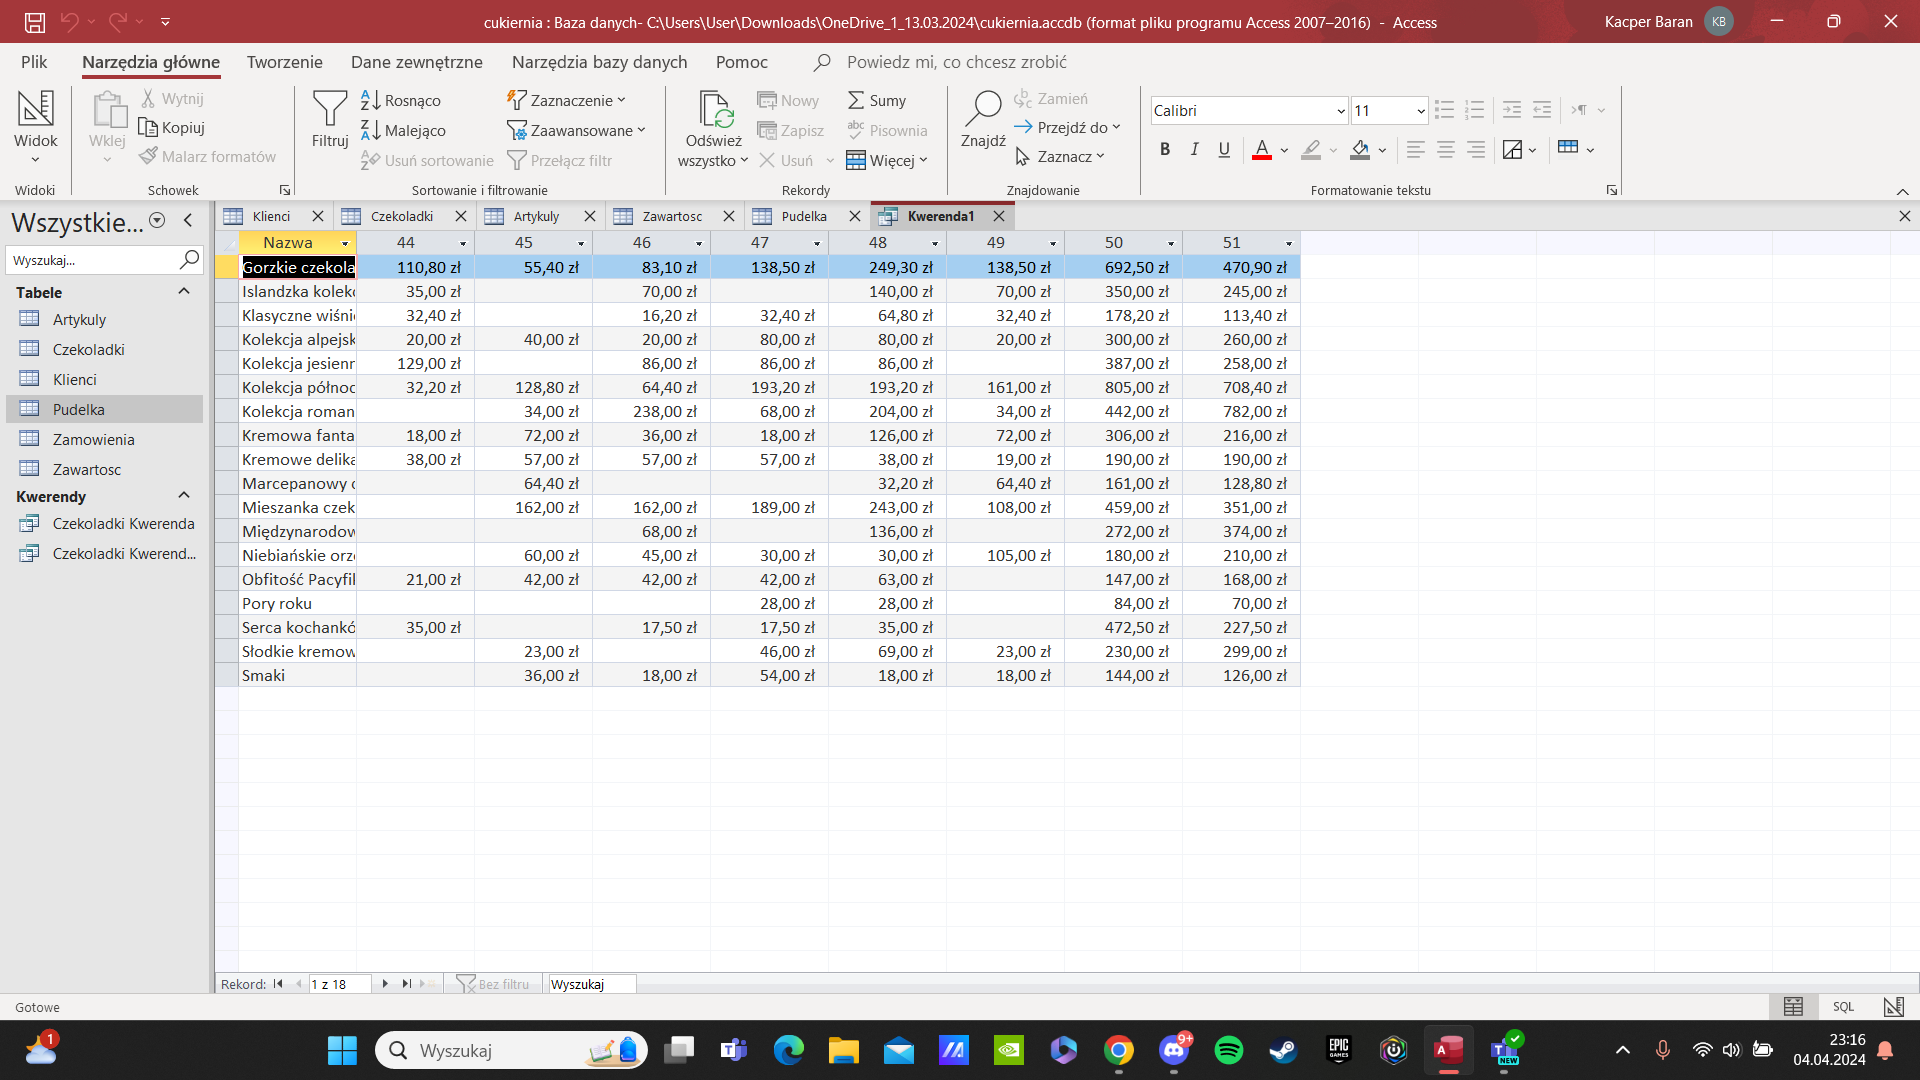 cukiernia : Baza danych- C:\Users\User\Downloads\OneDrive_1_13.03.2024\cukiernia.accdb (format pliku programu Access 2007–2016) - Access
Kacper Baran KB
Plik Narzędzia główne Tworzenie Dane zewnętrzne Narzędzia bazy danych Pomoc Powiedz mi, co chcesz zrobić
Widok
Widoki
Wklej
Wytnij
Kopiuj
Malarz formatów
Schowek
Filtruj
Rosnąco
Malejąco
Usuń sortowanie
Zaznaczenie
Zaawansowane
Przełącz filtr
Sortowanie i filtrowanie
Odśwież
wszystko
Nowy
Zapisz
Usuń
Sumy
Pisownia
Więcej
Rekordy
Znajdź
Zamień
Przejdź do
Zaznacz
Znajdowanie
Calibri 11
B I U A
Formatowanie tekstu
Wszystkie...
Wyszukaj...
Tabele
Artykuly
Czekoladki
Klienci
Pudelka
Zamowienia
Zawartosc
Kwerendy
Czekoladki Kwerenda
Czekoladki Kwerend...
Klienci Czekoladki Artykuly Zawartosc Pudelka Kwerenda1
Nazwa 44 45 46 47 48 49 50 51
Gorzkie czekola 110,80 zł 55,40 zł 83,10 zł 138,50 zł 249,30 zł 138,50 zł 692,50 zł 470,90 zł
Islandzka kolekc 35,00 zł 70,00 zł 140,00 zł 70,00 zł 350,00 zł 245,00 zł
Klasyczne wiśnie 32,40 zł 16,20 zł 32,40 zł 64,80 zł 32,40 zł 178,20 zł 113,40 zł
Kolekcja alpejsk 20,00 zł 40,00 zł 20,00 zł 80,00 zł 80,00 zł 20,00 zł 300,00 zł 260,00 zł
Kolekcja jesienn 129,00 zł 86,00 zł 86,00 zł 86,00 zł 387,00 zł 258,00 zł
Kolekcja północ 32,20 zł 128,80 zł 64,40 zł 193,20 zł 193,20 zł 161,00 zł 805,00 zł 708,40 zł
Kolekcja roman 34,00 zł 238,00 zł 68,00 zł 204,00 zł 34,00 zł 442,00 zł 782,00 zł
Kremowa fanta 18,00 zł 72,00 zł 36,00 zł 18,00 zł 126,00 zł 72,00 zł 306,00 zł 216,00 zł
Kremowe delika 38,00 zł 57,00 zł 57,00 zł 57,00 zł 38,00 zł 19,00 zł 190,00 zł 190,00 zł
Marcepanowy d 64,40 zł 32,20 zł 64,40 zł 161,00 zł 128,80 zł
Mieszanka czek 162,00 zł 162,00 zł 189,00 zł 243,00 zł 108,00 zł 459,00 zł 351,00 zł
Międzynarodow 68,00 zł 136,00 zł 272,00 zł 374,00 zł
Niebiańskie orze 60,00 zł 45,00 zł 30,00 zł 30,00 zł 105,00 zł 180,00 zł 210,00 zł
Obfitość Pacyfik 21,00 zł 42,00 zł 42,00 zł 42,00 zł 63,00 zł 147,00 zł 168,00 zł
Pory roku 28,00 zł 28,00 zł 84,00 zł 70,00 zł
Serca kochankó 35,00 zł 17,50 zł 17,50 zł 35,00 zł 472,50 zł 227,50 zł
Słodkie kremow 23,00 zł 46,00 zł 69,00 zł 23,00 zł 230,00 zł 299,00 zł
Smaki 36,00 zł 18,00 zł 54,00 zł 18,00 zł 18,00 zł 144,00 zł 126,00 zł
Rekord: 1 z 18 Bez filtru Wyszukaj
Gotowe SQL
1 Wyszukaj 9+ EPIC GAMES A NEW
23:16
04.04.2024